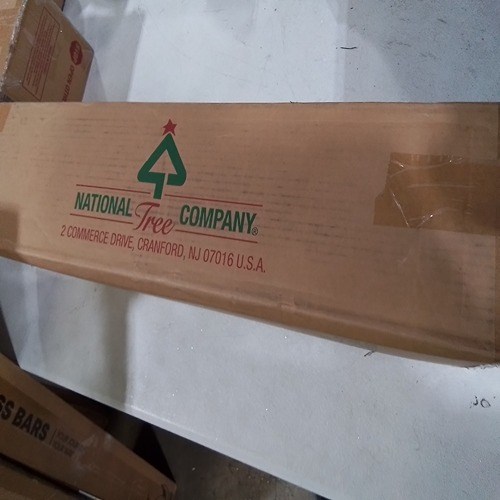 NATIONAL Tree COMPANY®
2 COMMERCE DRIVE, CRANFORD, NJ 07016 U.S.A.
SS BARS